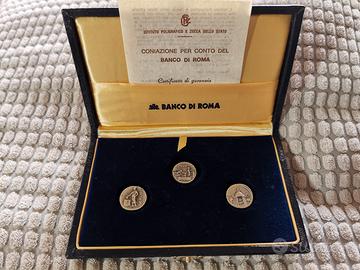 ISTITUTO POLIGRAFICO E ZECCA DELLO STATO
CONIAZIONE PER CONTO DEL
BANCO DI ROMA
Certificato di garanzia
BANCO DI ROMA